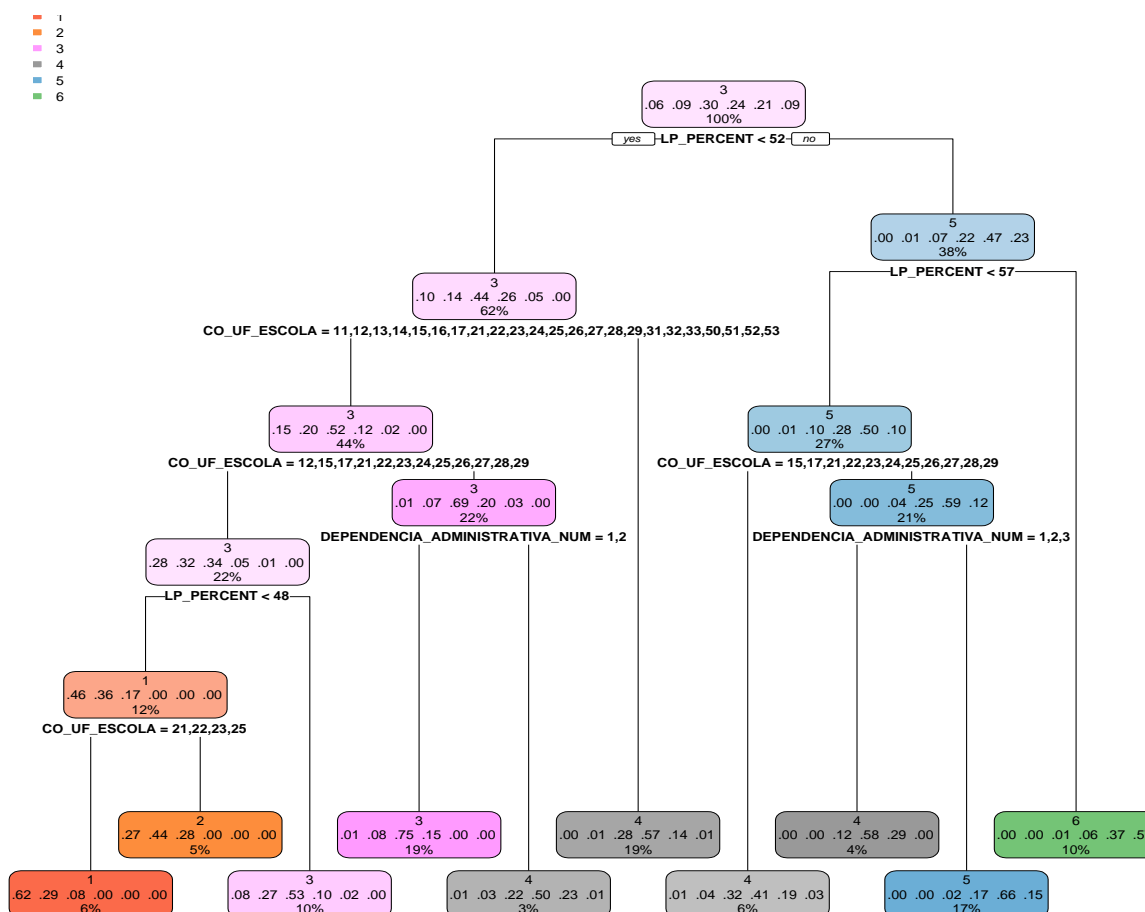 1
2
3
4
5
6
3
.06 .09 .30 .24 .21 .09
100%
yes LP_PERCENT < 52 no
5
.00 .01 .07 .22 .47 .23
38%
LP_PERCENT < 57
3
.10 .14 .44 .26 .05 .00
62%
CO_UF_ESCOLA = 11,12,13,14,15,16,17,21,22,23,24,25,26,27,28,29,31,32,33,50,51,52,53
3
.15 .20 .52 .12 .02 .00
44%
CO_UF_ESCOLA = 12,15,17,21,22,23,24,25,26,27,28,29
5
.00 .01 .10 .28 .50 .10
27%
CO_UF_ESCOLA = 15,17,21,22,23,24,25,26,27,28,29
3
.01 .07 .69 .20 .03 .00
22%
DEPENDENCIA_ADMINISTRATIVA_NUM = 1,2
5
.00 .00 .04 .25 .59 .12
21%
DEPENDENCIA_ADMINISTRATIVA_NUM = 1,2,3
3
.28 .32 .34 .05 .01 .00
22%
LP_PERCENT < 48
1
.46 .36 .17 .00 .00 .00
12%
CO_UF_ESCOLA = 21,22,23,25
2
.27 .44 .28 .00 .00 .00
5%
3
.01 .08 .75 .15 .00 .00
19%
4
.00 .01 .28 .57 .14 .01
19%
4
.00 .00 .12 .58 .29 .00
4%
6
.00 .00 .01 .06 .37 .5
10%
1
.62 .29 .08 .00 .00 .00
6%
3
.08 .27 .53 .10 .02 .00
10%
4
.01 .03 .22 .50 .23 .01
3%
4
.01 .04 .32 .41 .19 .03
6%
5
.00 .00 .02 .17 .66 .15
17%